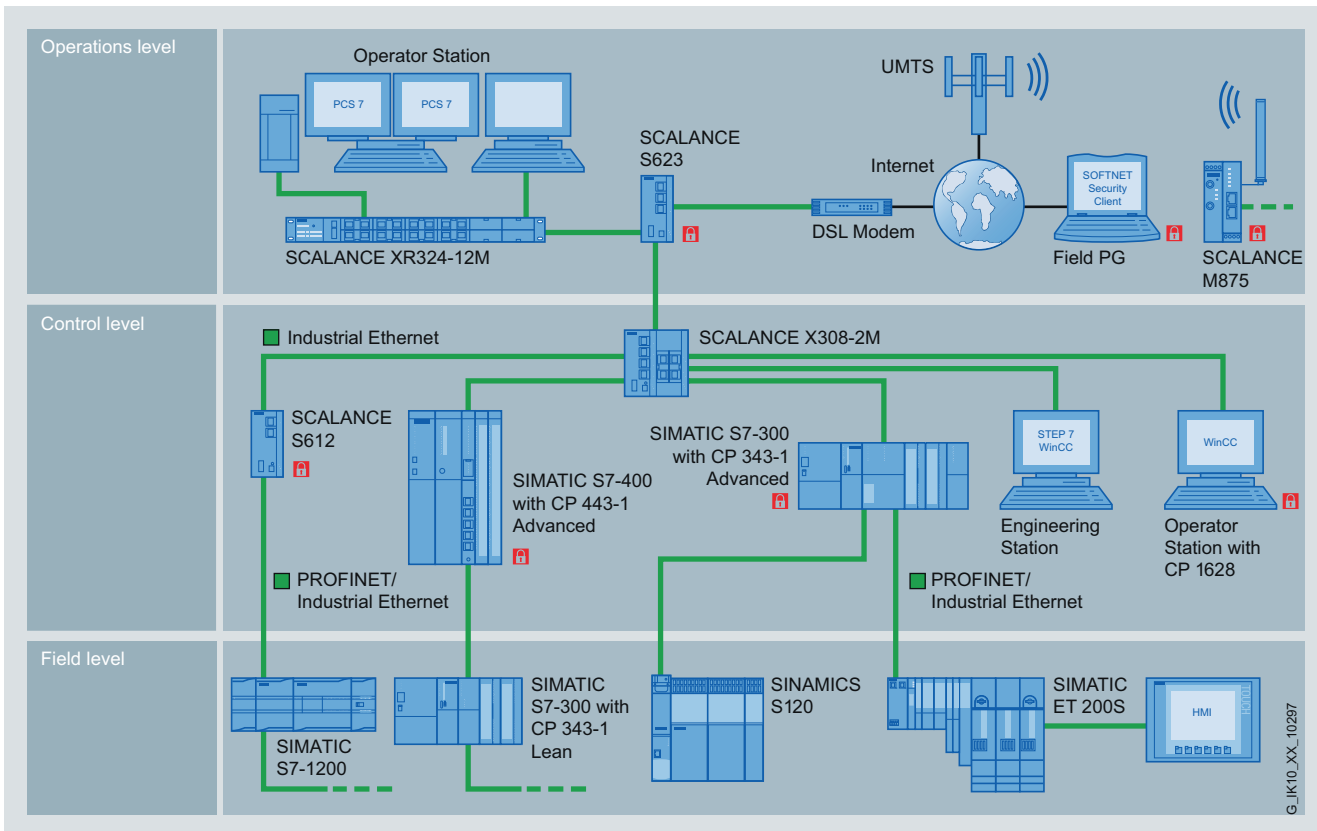 Operations level
Operator Station
PCS 7
PCS 7
SCALANCE
S623
UMTS
Internet
SOFTNET
Security
Client
DSL Modem
Field PG
SCALANCE
M875
SCALANCE XR324-12M
Control level
Industrial Ethernet
SCALANCE X308-2M
SCALANCE
S612
SIMATIC S7-400
with CP 443-1
Advanced
SIMATIC S7-300
with CP 343-1
Advanced
STEP 7
WinCC
Engineering
Station
WinCC
Operator
Station with
CP 1628
PROFINET/
Industrial Ethernet
PROFINET/
Industrial Ethernet
Field level
SIMATIC
S7-1200
SIMATIC
S7-300 with
CP 343-1
Lean
SINAMICS
S120
SIMATIC
ET 200S
HMI
G_IK10_XX_10297